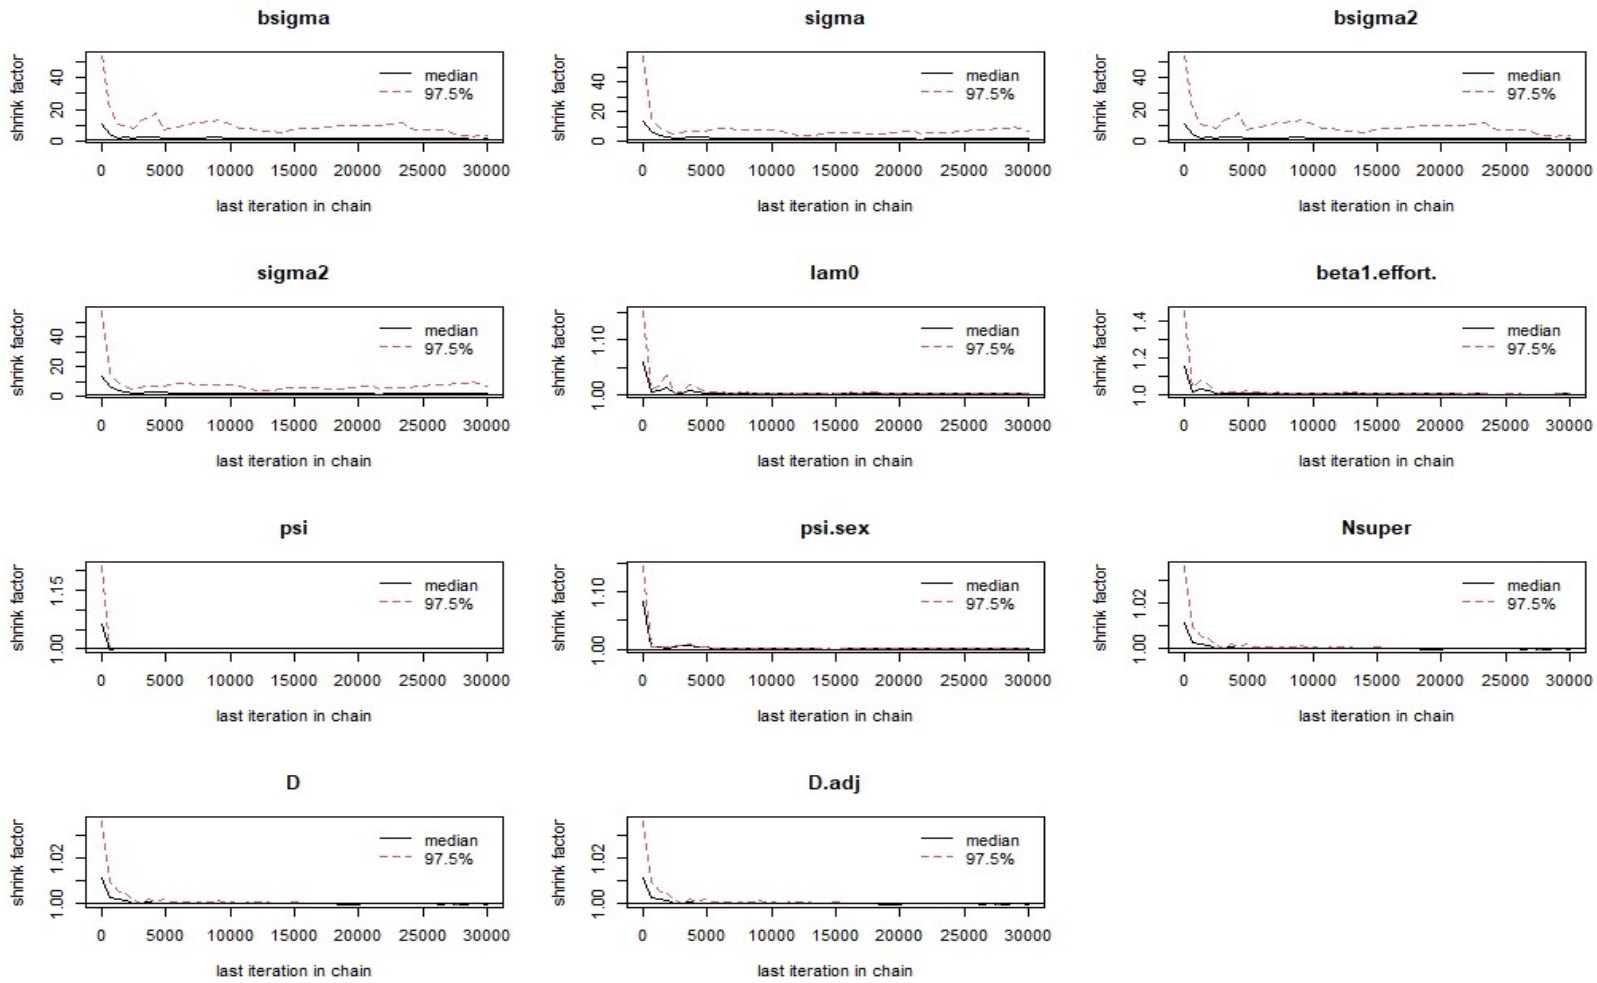 bsigma
shrink factor
0 20 40
median
97.5%
0 5000 10000 15000 20000 25000 30000
last iteration in chain
sigma
shrink factor
0 20 40
median
97.5%
0 5000 10000 15000 20000 25000 30000
last iteration in chain
bsigma2
shrink factor
0 20 40
median
97.5%
0 5000 10000 15000 20000 25000 30000
last iteration in chain
sigma2
shrink factor
0 20 40
median
97.5%
0 5000 10000 15000 20000 25000 30000
last iteration in chain
lam0
shrink factor
1.00 1.10
median
97.5%
0 5000 10000 15000 20000 25000 30000
last iteration in chain
beta1.effort.
shrink factor
1.0 1.2 1.4
median
97.5%
0 5000 10000 15000 20000 25000 30000
last iteration in chain
psi
shrink factor
1.00 1.15
median
97.5%
0 5000 10000 15000 20000 25000 30000
last iteration in chain
psi.sex
shrink factor
1.00 1.10
median
97.5%
0 5000 10000 15000 20000 25000 30000
last iteration in chain
Nsuper
shrink factor
1.00 1.02
median
97.5%
0 5000 10000 15000 20000 25000 30000
last iteration in chain
D
shrink factor
1.00 1.02
median
97.5%
0 5000 10000 15000 20000 25000 30000
last iteration in chain
D.adj
shrink factor
1.00 1.02
median
97.5%
0 5000 10000 15000 20000 25000 30000
last iteration in chain